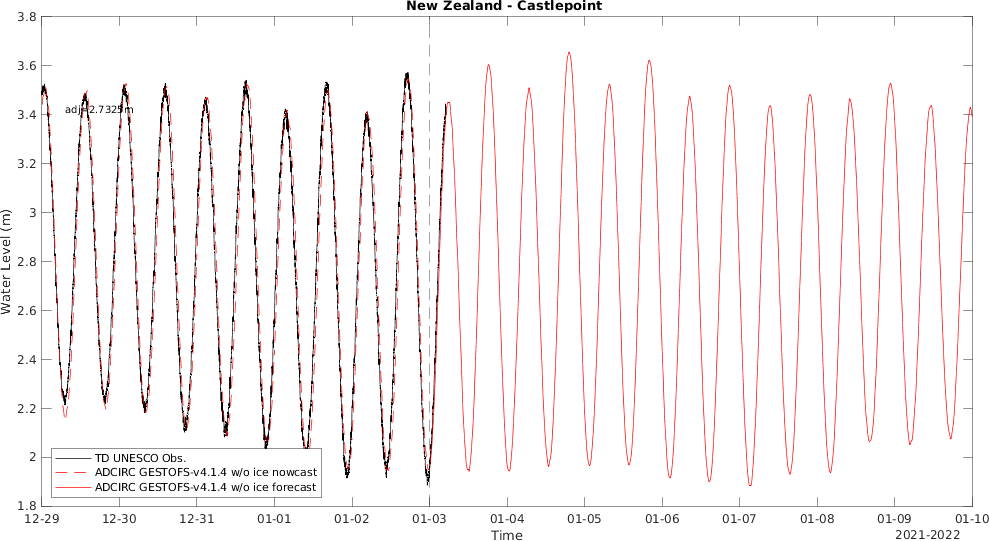 New Zealand - Castlepoint
3.8
3.6
3.4
3.2
3
2.8
2.6
2.4
2.2
2
1.8
Water Level (m)
adj=2.7325m
TD UNESCO Obs.
ADCIRC GESTOFS-v4.1.4 w/o ice nowcast
ADCIRC GESTOFS-v4.1.4 w/o ice forecast
12-29 12-30 12-31 01-01 01-02 01-03 01-04 01-05 01-06 01-07 01-08 01-09 01-10
Time
2021-2022